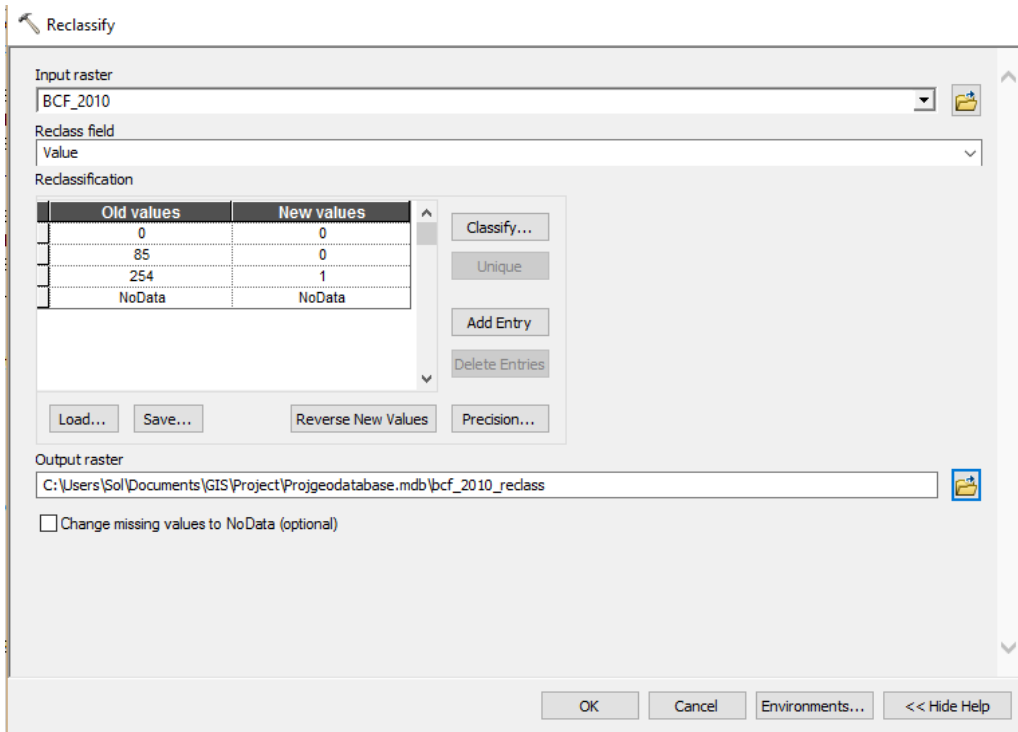 Reclassify
Input raster
BCF_2010
Reclass field
Value
Reclassification
Old values New values
0 0
85 0
254 1
NoData NoData
Classify...
Unique
Add Entry
Delete Entries
Load... Save... Reverse New Values Precision...
Output raster
C:\Users\Sol\Documents\GIS\Project\Projgeodatabase.mdb\bcf_2010_reclass
Change missing values to NoData (optional)
OK Cancel Environments... << Hide Help